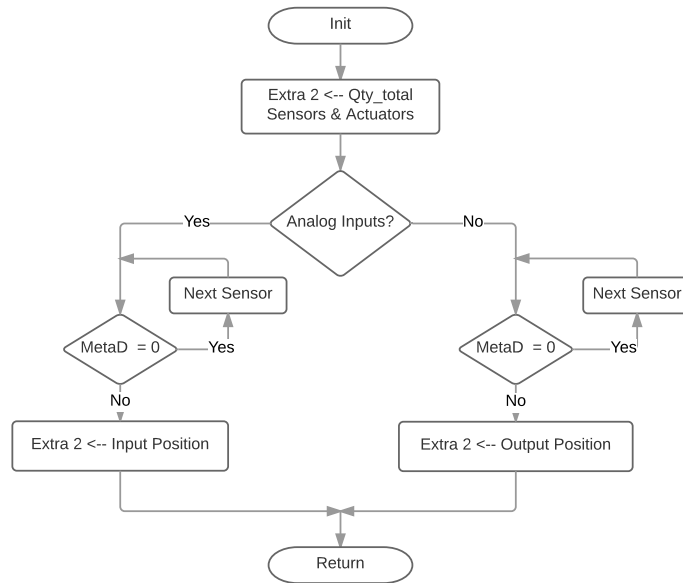 Init
Extra 2 <-- Qty_total
Sensors & Actuators
Analog Inputs?
Yes
No
Next Sensor
Next Sensor
MetaD  = 0
Yes
MetaD  = 0
Yes
No
No
Extra 2 <-- Input Position
Extra 2 <-- Output Position
Return